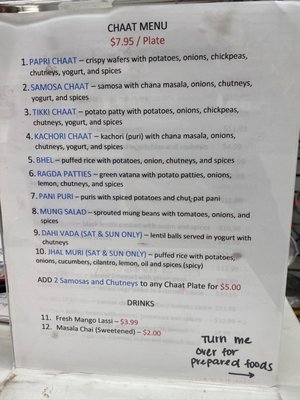 CHAAT MENU
$7.95 / Plate
1. PAPRI CHAAT – crispy wafers with potatoes, onions, chickpeas,
chutneys, yogurt, and spices
2. SAMOSA CHAAT – samosa with chana masala, onions, chutneys,
yogurt, and spices
3. TIKKI CHAAT – potato patty with potatoes, onions, chickpeas,
chutneys, yogurt, and spices
4. KACHORI CHAAT – kachori (puri) with chana masala, onions,
chutneys, yogurt, and spices
5. BHEL – puffed rice with potatoes, onion, chutneys, and spices
6. RAGDA PATTIES – green vatana with potato patties, onions,
lemon, chutneys, and spices
7. PANI PURI – puris with spiced potatoes and chut-pat pani
8. MUNG SALAD – sprouted mung beans with tomatoes, onions, and
spices
9. DAHI VADA (SAT & SUN ONLY) – lentil balls served in yogurt with
chutneys
10. JHAL MURI (SAT & SUN ONLY) – puffed rice with potatoes,
onions, cucumbers, cilantro, lemon, oil and spices (spicy)
ADD 2 Samosas and Chutneys to any Chaat Plate for $5.00
DRINKS
11. Fresh Mango Lassi – $3.99
12. Masala Chai (Sweetened) – $2.00
Turn me
over for
prepared foods